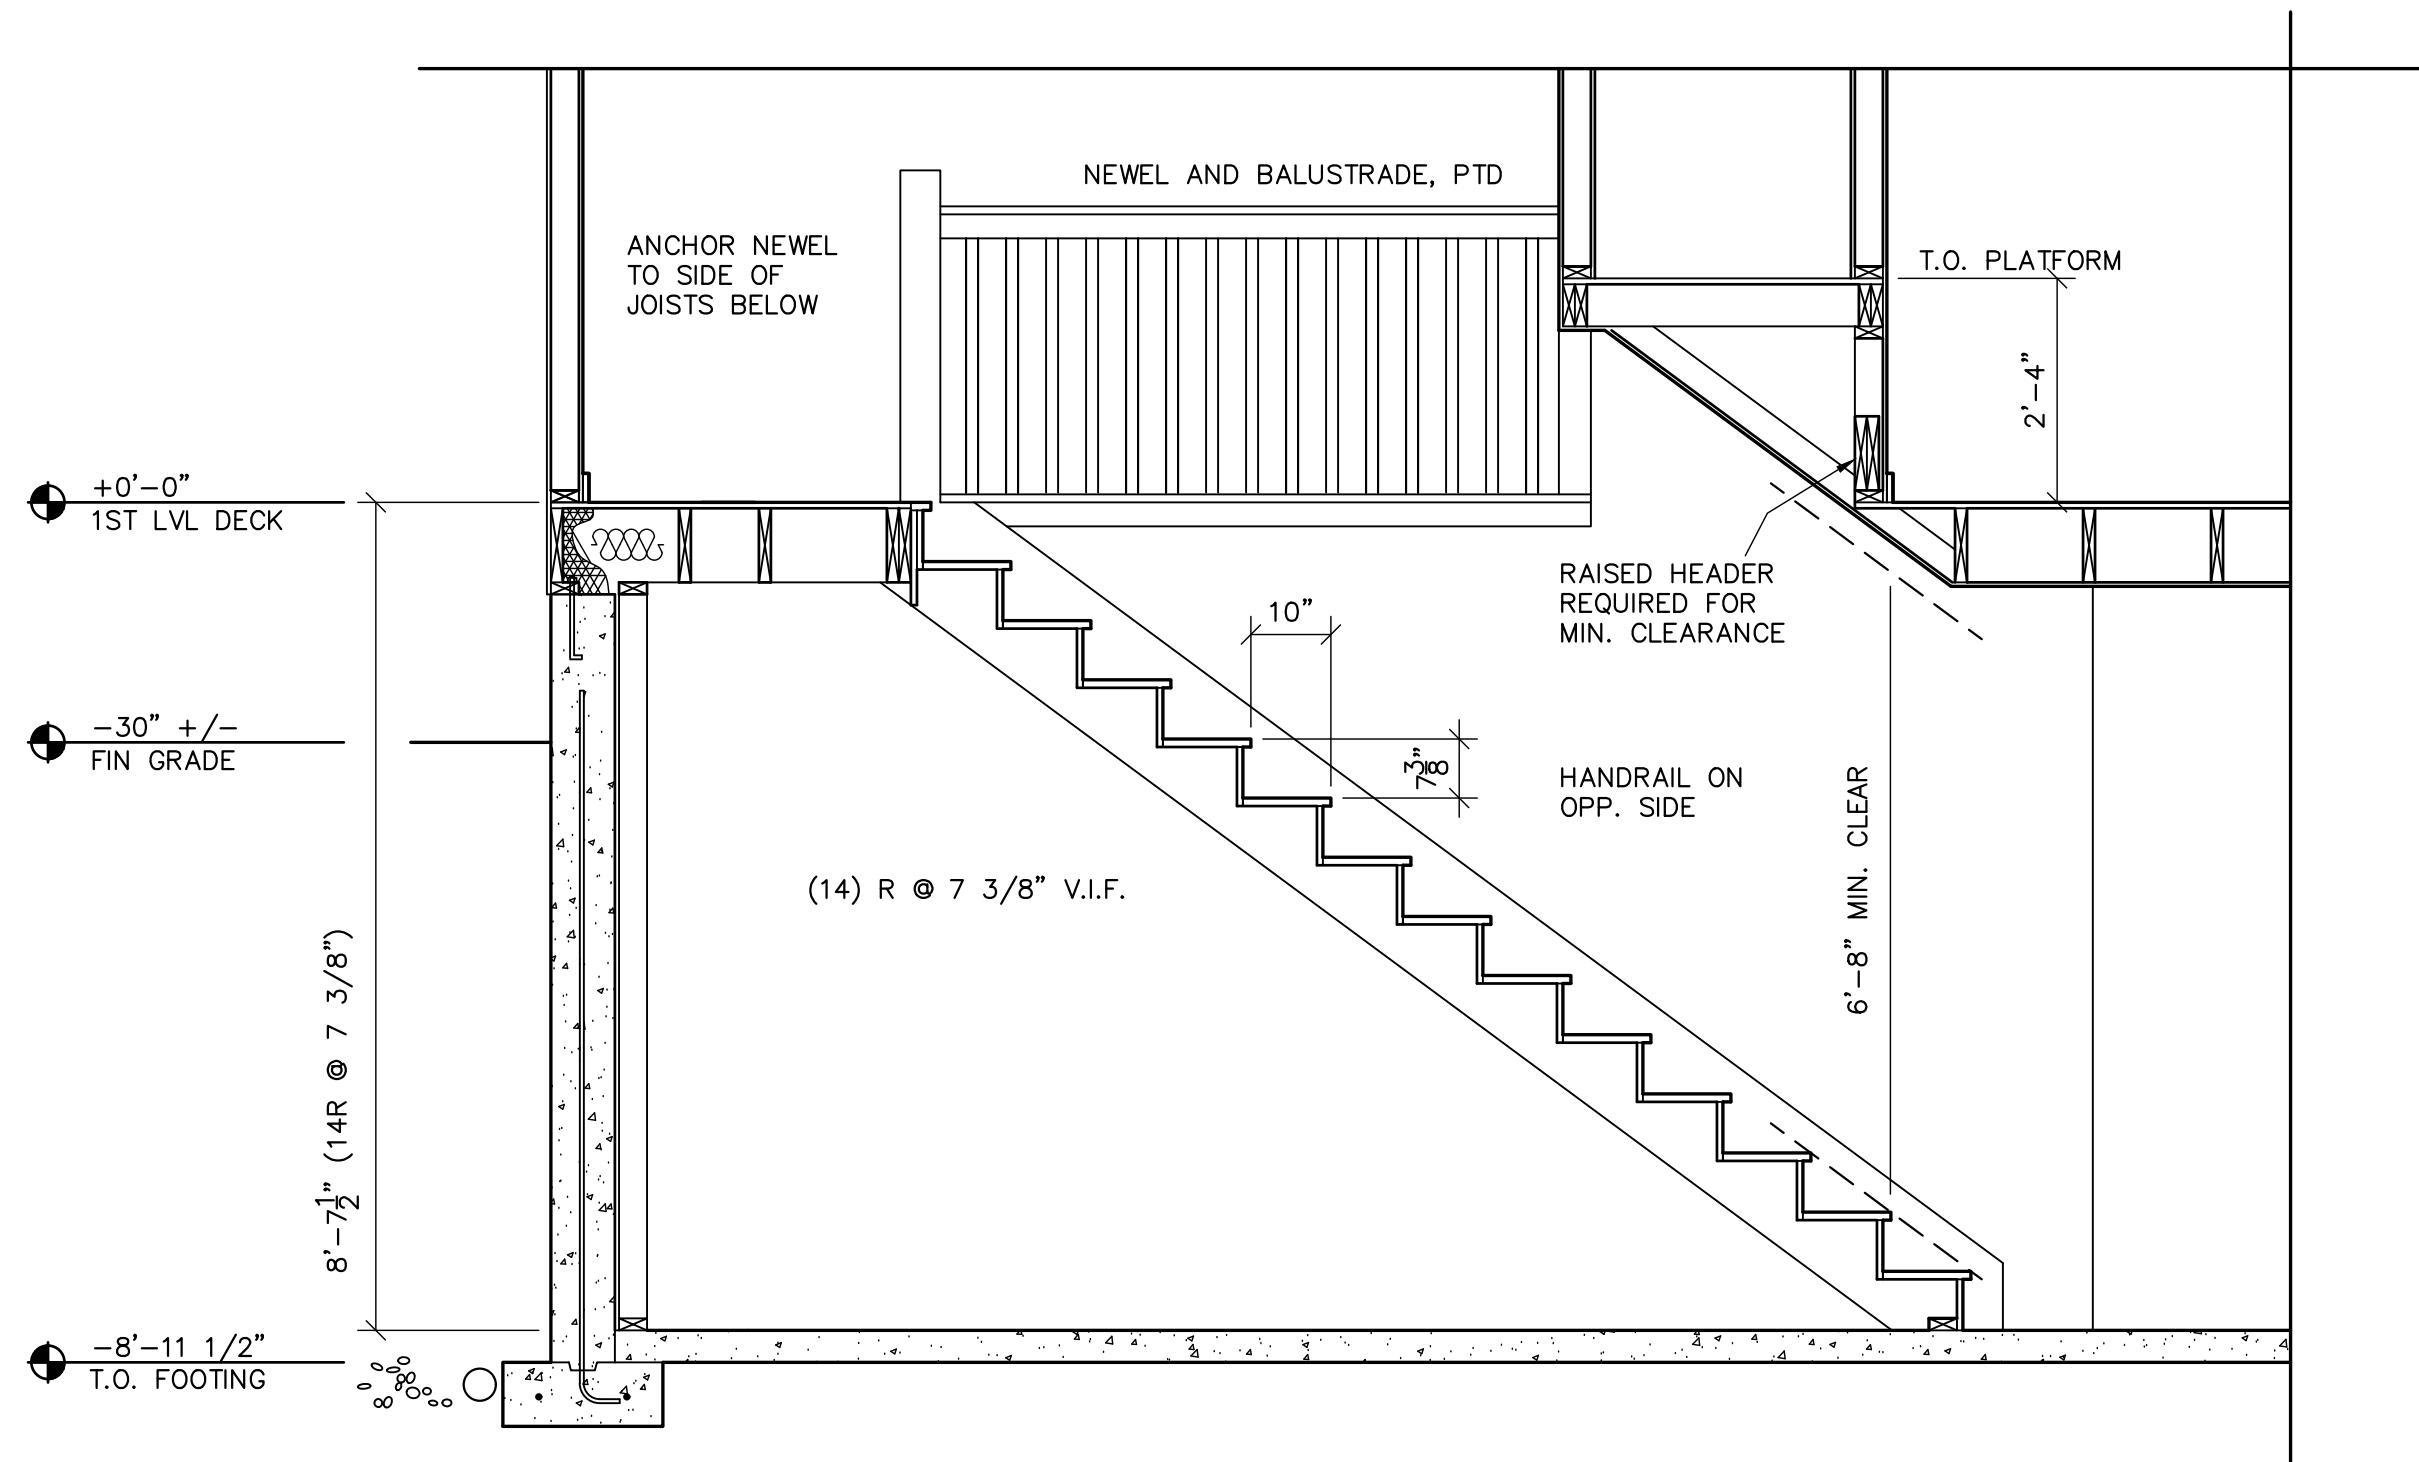 NEWEL AND BALUSTRADE, PTD
ANCHOR NEWEL
TO SIDE OF
JOISTS BELOW
T.O. PLATFORM
2'-4"
+0'-0"
1ST LVL DECK
RAISED HEADER
REQUIRED FOR
MIN. CLEARANCE
10"
-30" +/-
FIN GRADE
7 3/8"
HANDRAIL ON
OPP. SIDE
6'-8" MIN. CLEAR
(14) R @ 7 3/8" V.I.F.
8'-7 1/2" (14R @ 7 3/8")
-8'-11 1/2"
T.O. FOOTING